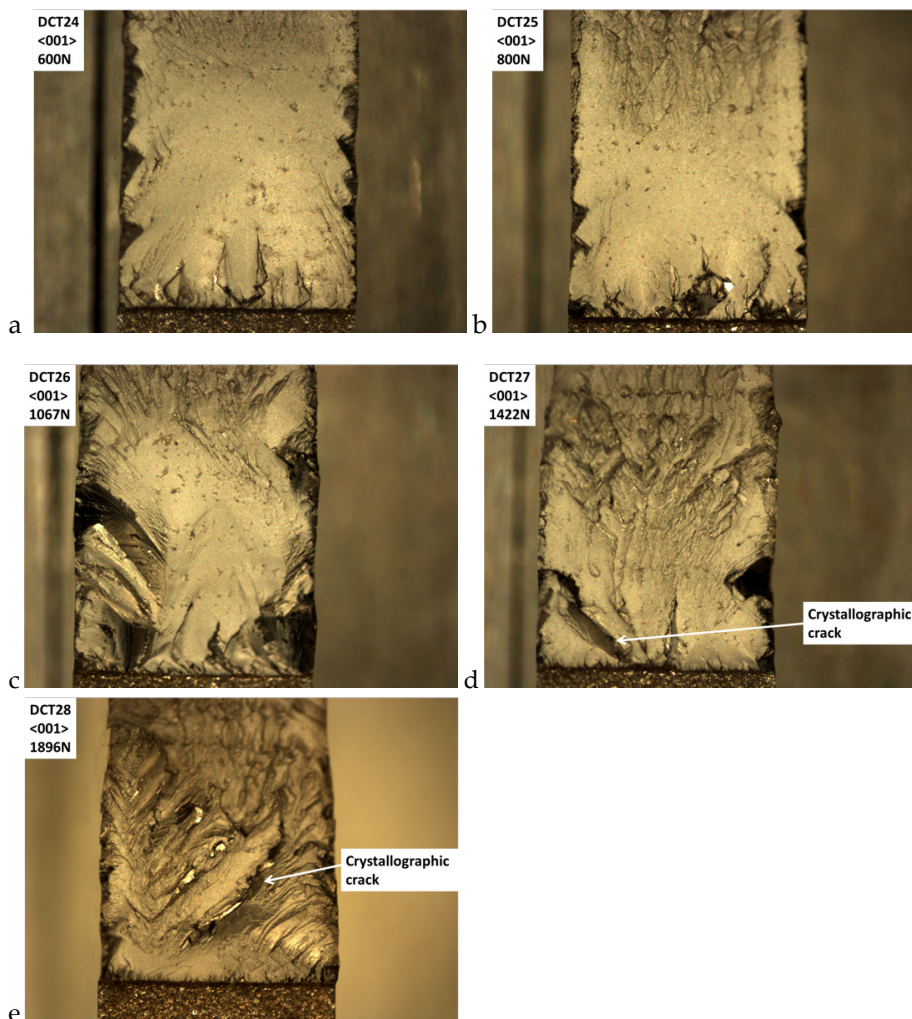 DCT24
<001>
600N
a
DCT25
<001>
800N
b
DCT26
<001>
1067N
c
DCT27
<001>
1422N
Crystallographic
crack
d
DCT28
<001>
1896N
Crystallographic
crack
e